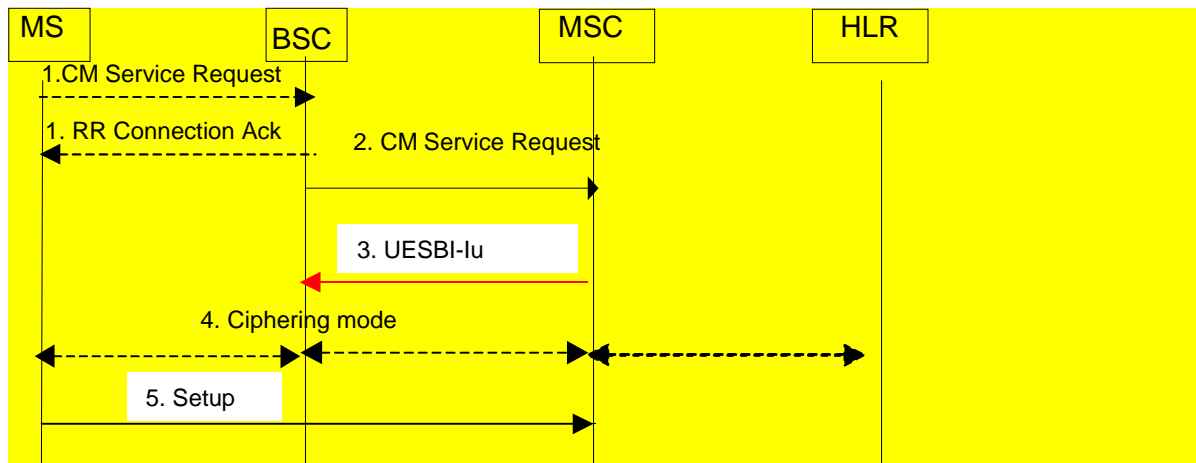 MS
BSC
MSC
HLR
1.CM Service Request
1. RR Connection Ack
2. CM Service Request
3. UESBI-Iu
4. Ciphering mode
5. Setup